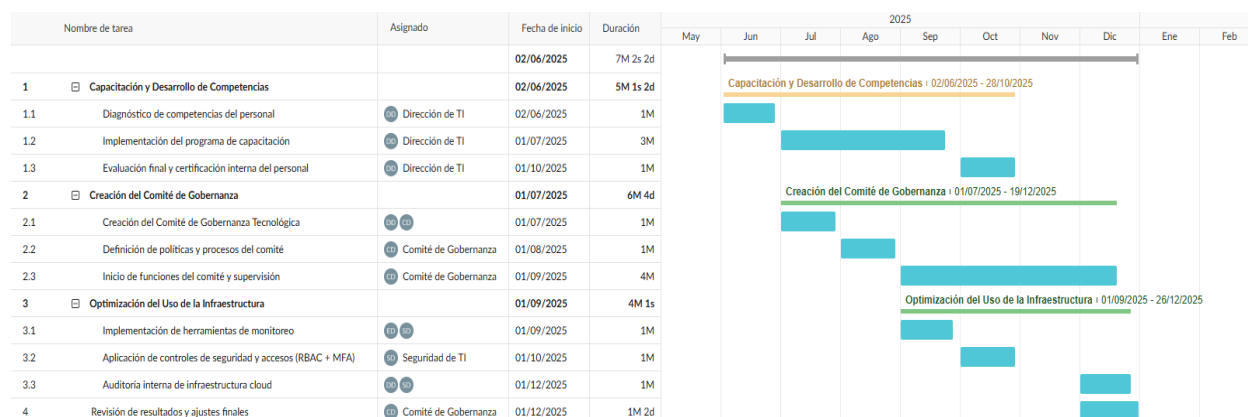 Nombre de tarea Asignado Fecha de inicio Duración 2025
May Jun Jul Ago Sep Oct Nov Dic Ene Feb
02/06/2025 7M 2s 2d
1 Capacitación y Desarrollo de Competencias 02/06/2025 5M 1s 2d Capacitación y Desarrollo de Competencias 02/06/2025 - 28/10/2025
1.1 Diagnóstico de competencias del personal DD Dirección de TI 02/06/2025 1M
1.2 Implementación del programa de capacitación DD Dirección de TI 01/07/2025 3M
1.3 Evaluación final y certificación interna del personal DD Dirección de TI 01/10/2025 1M
2 Creación del Comité de Gobernanza 01/07/2025 6M 4d Creación del Comité de Gobernanza 01/07/2025 - 19/12/2025
2.1 Creación del Comité de Gobernanza Tecnológica DD CD 01/07/2025 1M
2.2 Definición de políticas y procesos del comité CD Comité de Gobernanza 01/08/2025 1M
2.3 Inicio de funciones del comité y supervisión CD Comité de Gobernanza 01/09/2025 4M
3 Optimización del Uso de la Infraestructura 01/09/2025 4M 1s Optimización del Uso de la Infraestructura 01/09/2025 - 26/12/2025
3.1 Implementación de herramientas de monitoreo ED SD 01/09/2025 1M
3.2 Aplicación de controles de seguridad y accesos (RBAC + MFA) SD Seguridad de TI 01/10/2025 1M
3.3 Auditoría interna de infraestructura cloud DD SD 01/12/2025 1M
4 Revisión de resultados y ajustes finales CD Comité de Gobernanza 01/12/2025 1M 2d